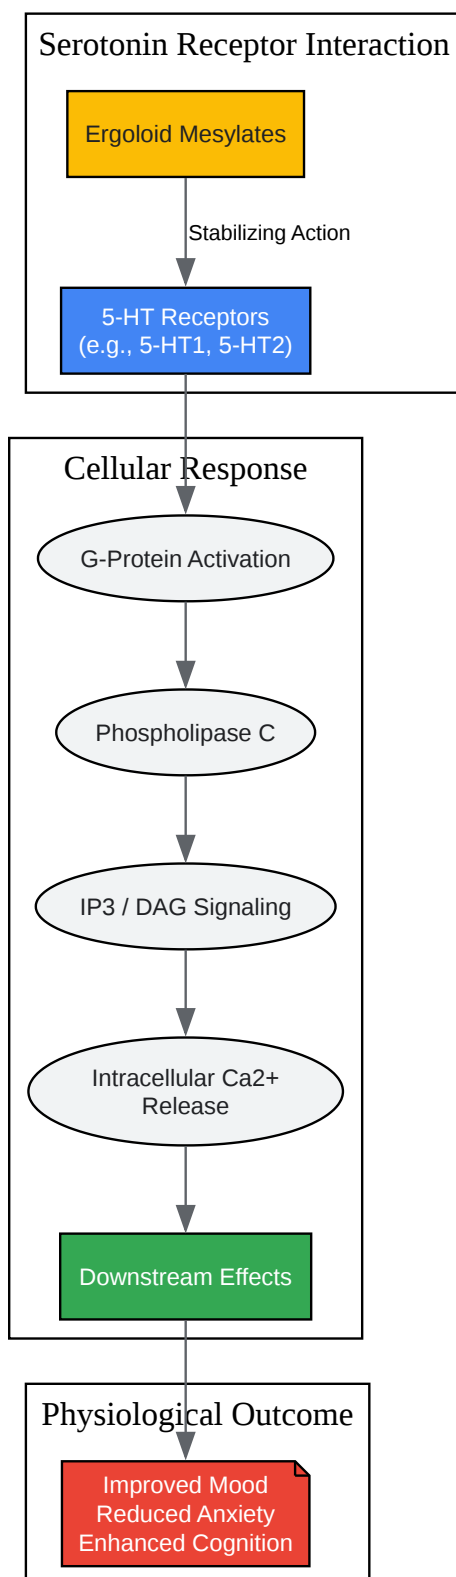 Serotonin Receptor Interaction
Ergoloid Mesylates
Stabilizing Action
5-HT Receptors
(e.g., 5-HT1, 5-HT2)
Cellular Response
G-Protein Activation
Phospholipase C
IP3 / DAG Signaling
Intracellular Ca2+
Release
Downstream Effects
Physiological Outcome
Improved Mood
Reduced Anxiety
Enhanced Cognition